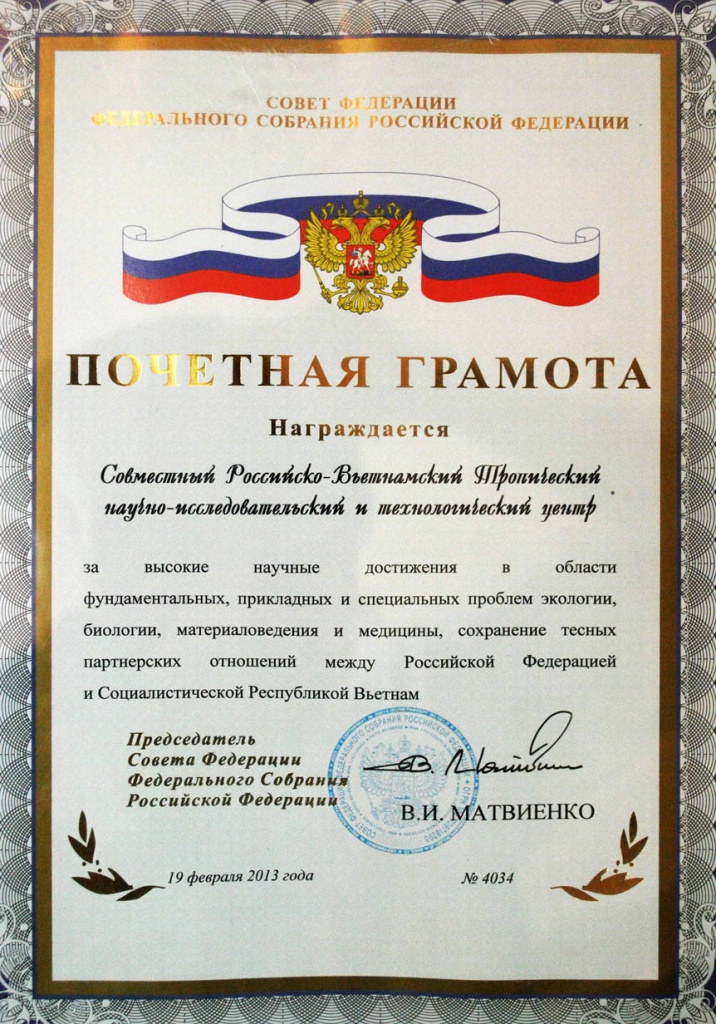 СОВЕТ ФЕДЕРАЦИИ
ФЕДЕРАЛЬНОГО СОБРАНИЯ РОССИЙСКОЙ ФЕДЕРАЦИИ
ПОЧЕТНАЯ ГРАМОТА
Награждается
Совместный Российско-Вьетнамский Тропический
научно-исследовательский и технологический центр
за высокие научные достижения в области
фундаментальных, прикладных и специальных проблем экологии,
биологии, материаловедения и медицины, сохранение тесных
партнерских отношений между Российской Федерацией
и Социалистической Республикой Вьетнам
Председатель
Совета Федерации
Федерального Собрания
Российской Федерации
В.И. МАТВИЕНКО
19 февраля 2013 года
№ 4034